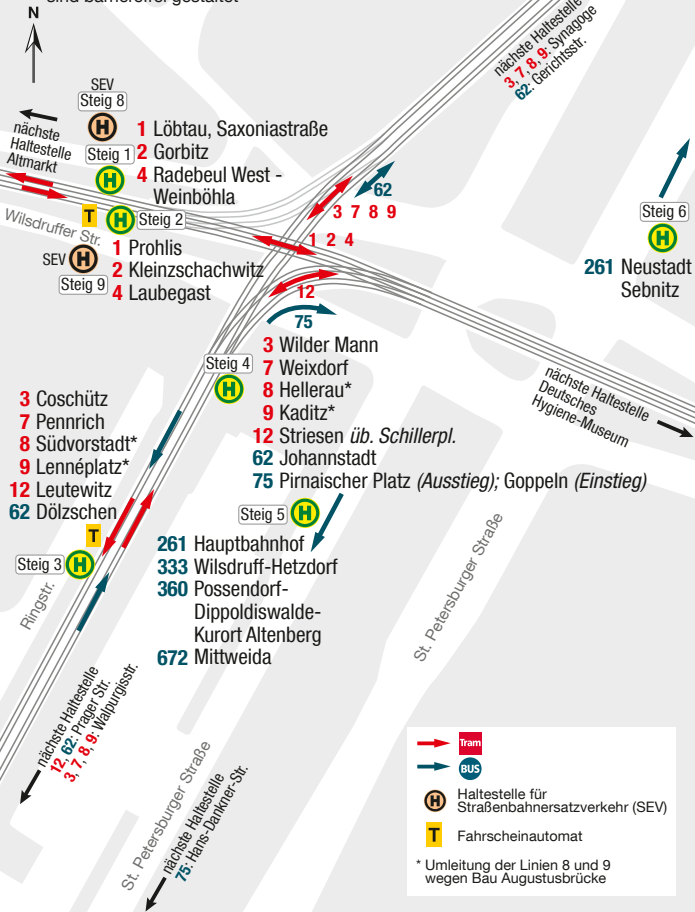 sind barrierefrei gestaltet
N
nächste Haltestelle
3, 7, 8, 9: Synagoge
62: Gerichtsstr.
SEV
Steig 8
H
nächste
Haltestelle
Altmarkt
Steig 1
H
1 Löbtau, Saxoniastraße
2 Gorbitz
4 Radebeul West -
Weinböhla
62
3 7 8 9
Steig 6
H
261 Neustadt
Sebnitz
T
H
Steig 2
Wilsdruffer Str.
SEV
H
Steig 9
1 Prohlis
2 Kleinzschachwitz
4 Laubegast
1 2 4
12
75
Steig 4
H
3 Wilder Mann
7 Weixdorf
8 Hellerau*
9 Kaditz*
12 Striesen üb. Schillerpl.
62 Johannstadt
75 Pirnaischer Platz (Ausstieg); Goppeln (Einstieg)
nächste Haltestelle
Deutsches
Hygiene-Museum
3 Coschütz
7 Pennrich
8 Südvorstadt*
9 Lennéplatz*
12 Leutewitz
62 Dölzschen
T
Steig 3
H
Steig 5
H
261 Hauptbahnhof
333 Wilsdruff-Hetzdorf
360 Possendorf-
Dippoldiswalde-
Kurort Altenberg
672 Mittweida
Ringstr.
St. Petersburger Straße
nächste Haltestelle
12, 62: Prager Str.
3, 7, 8, 9: Walpurgisstr.
St. Petersburger Straße
nächste Haltestelle
75: Hans-Dankner-Str.
Tram
BUS
H Haltestelle für
Straßenbahnersatzverkehr (SEV)
T Fahrscheinautomat
* Umleitung der Linien 8 und 9
wegen Bau Augustusbrücke